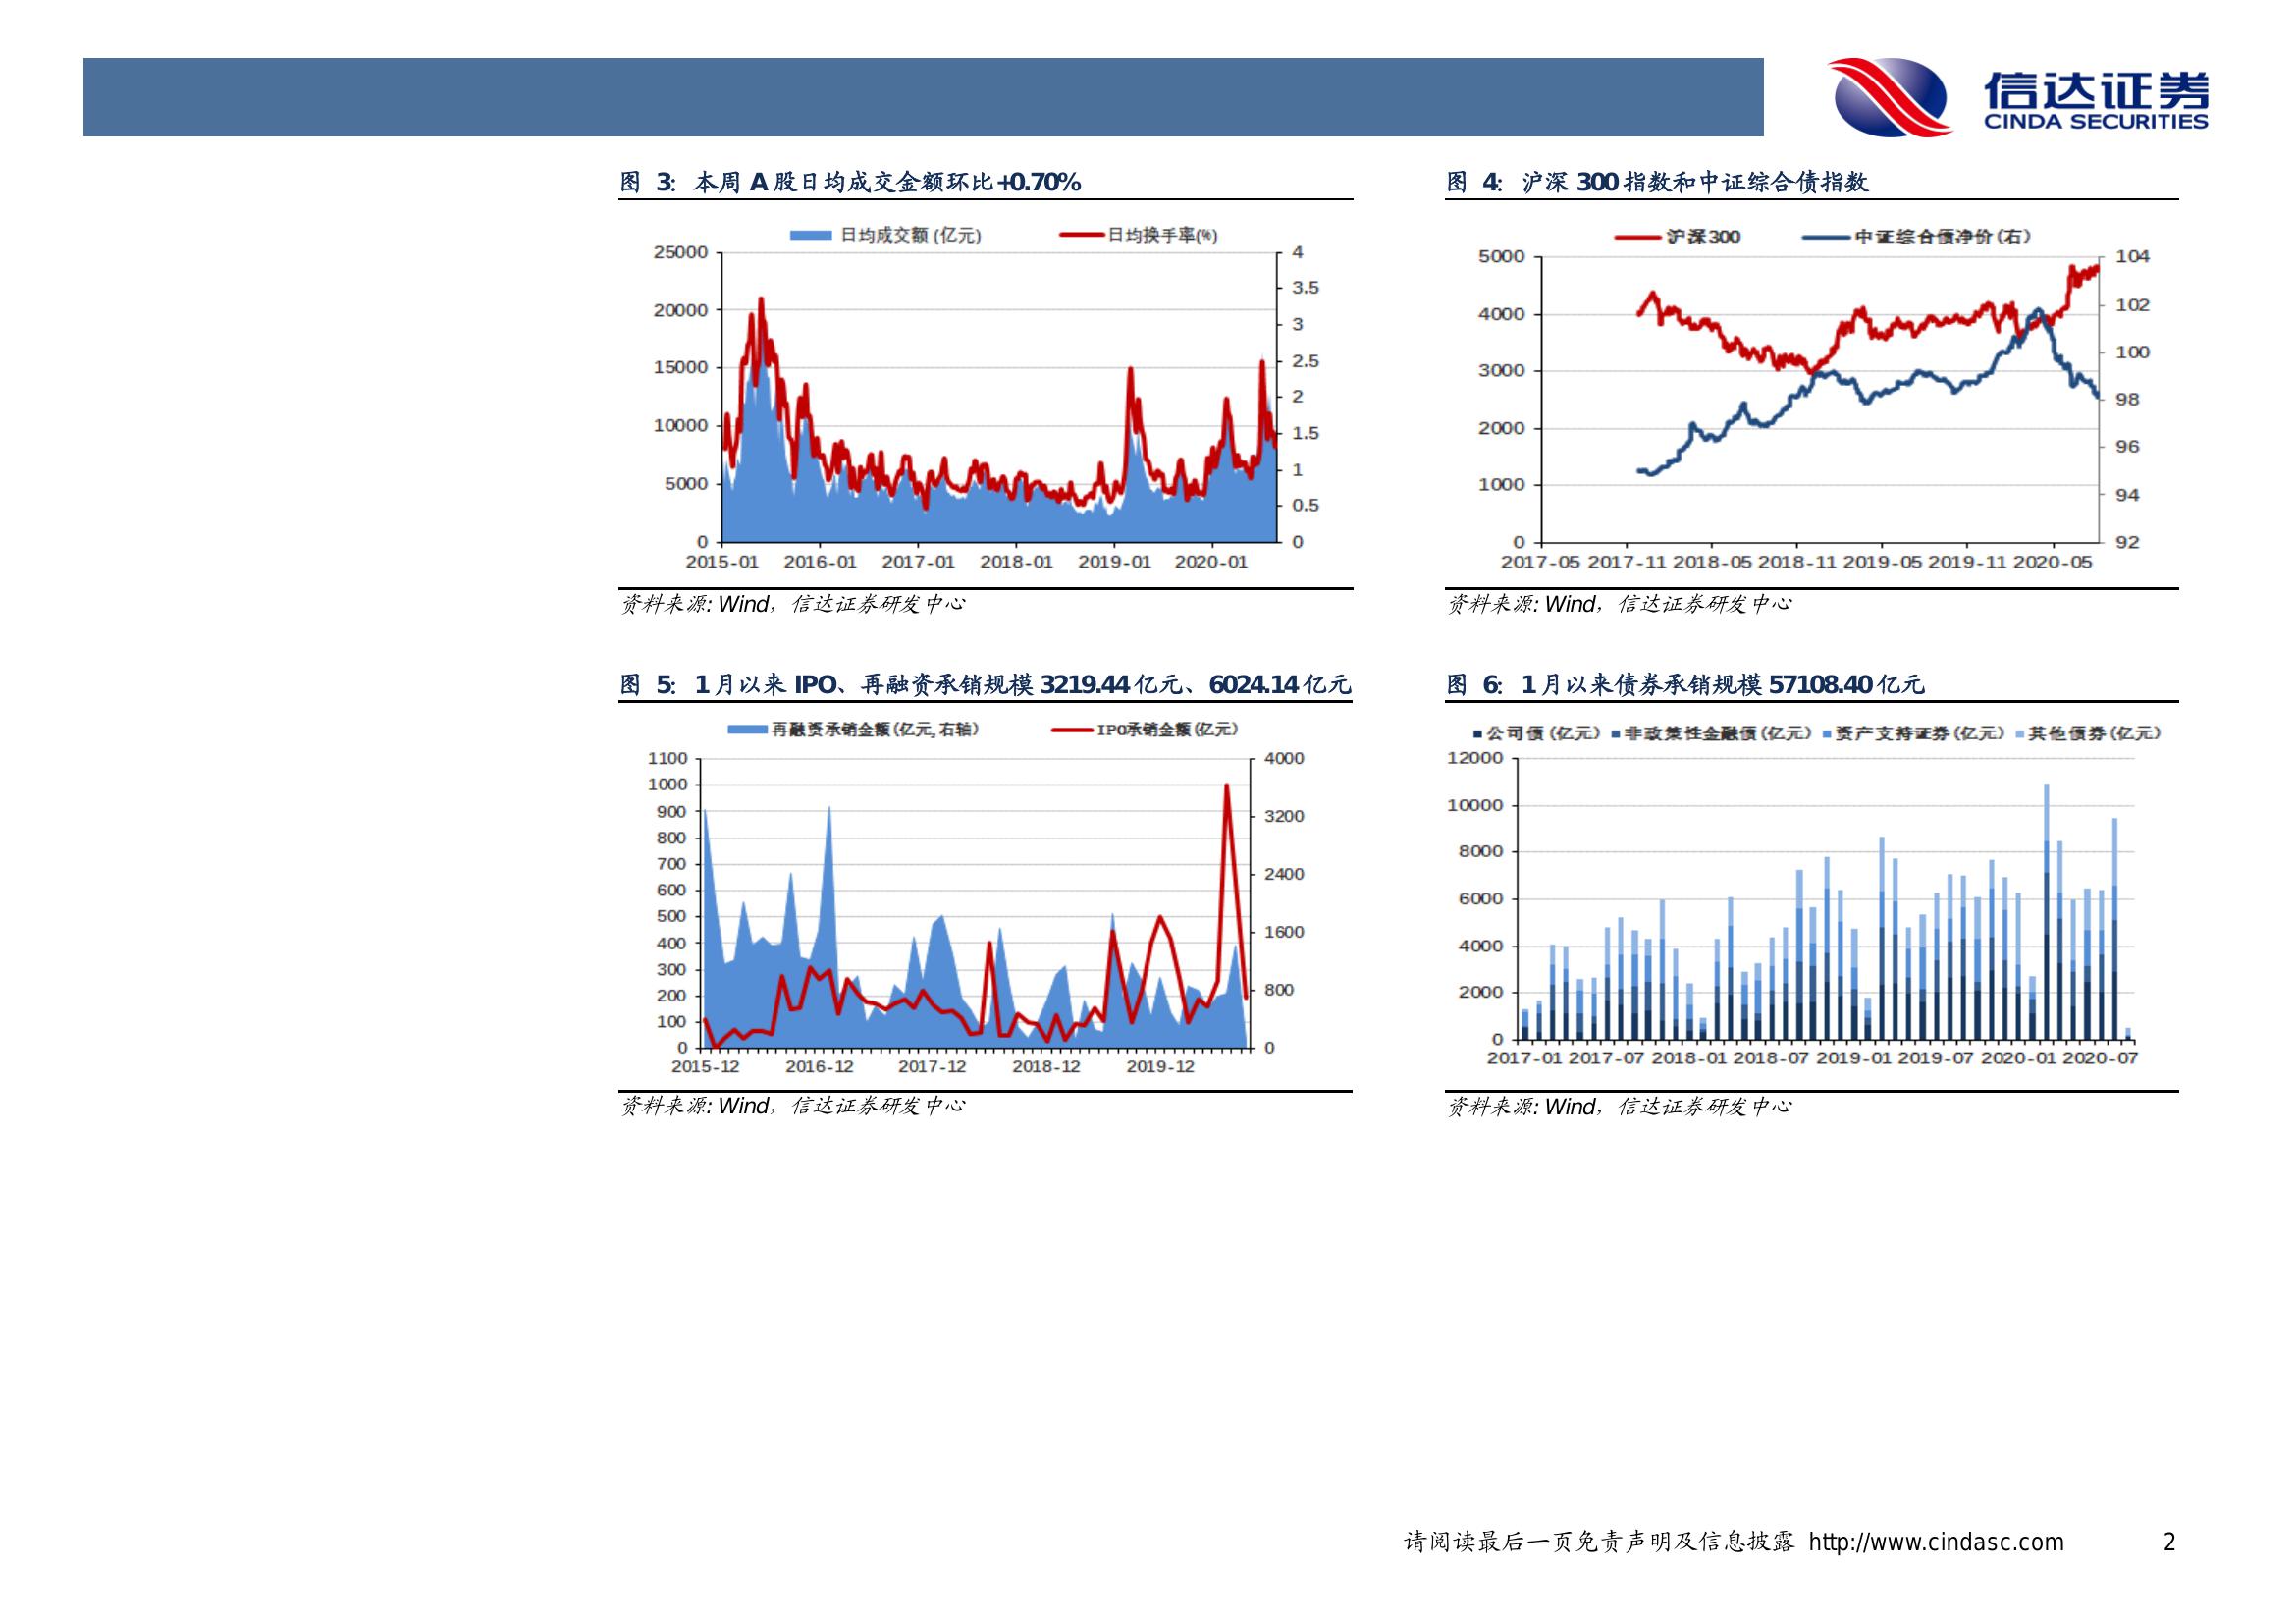 信达证券
CINDA SECURITIES
图 3: 本周 A 股日均成交金额环比+0.70%
日均成交额 (亿元) 日均换手率(%)
25000 4
3.5
20000
3
15000 2.5
2
10000
1.5
1
5000
0.5
0 0
2015-01 2016-01 2017-01 2018-01 2019-01 2020-01
资料来源: Wind, 信达证券研发中心
图 4: 沪深 300 指数和中证综合债指数
沪深300 中证综合债净价(右)
5000 104
4000 102
3000 100
98
2000
96
1000
94
0 92
2017-05 2017-11 2018-05 2018-11 2019-05 2019-11 2020-05
资料来源: Wind, 信达证券研发中心
图 5: 1 月以来 IPO、再融资承销规模 3219.44 亿元、6024.14 亿元
再融资承销金额(亿元,右轴) IPO承销金额(亿元)
1100 4000
1000
900
3200
800
700
2400
600
500
1600
400
300
800
200
100
0 0
2015-12 2016-12 2017-12 2018-12 2019-12
资料来源: Wind, 信达证券研发中心
图 6: 1 月以来债券承销规模 57108.40 亿元
公司债(亿元) 非政策性金融债(亿元) 资产支持证券(亿元) 其他债券(亿元)
12000
10000
8000
6000
4000
2000
0
2017-01 2017-07 2018-01 2018-07 2019-01 2019-07 2020-01 2020-07
资料来源: Wind, 信达证券研发中心
请阅读最后一页免责声明及信息披露 http://www.cindasc.com 2